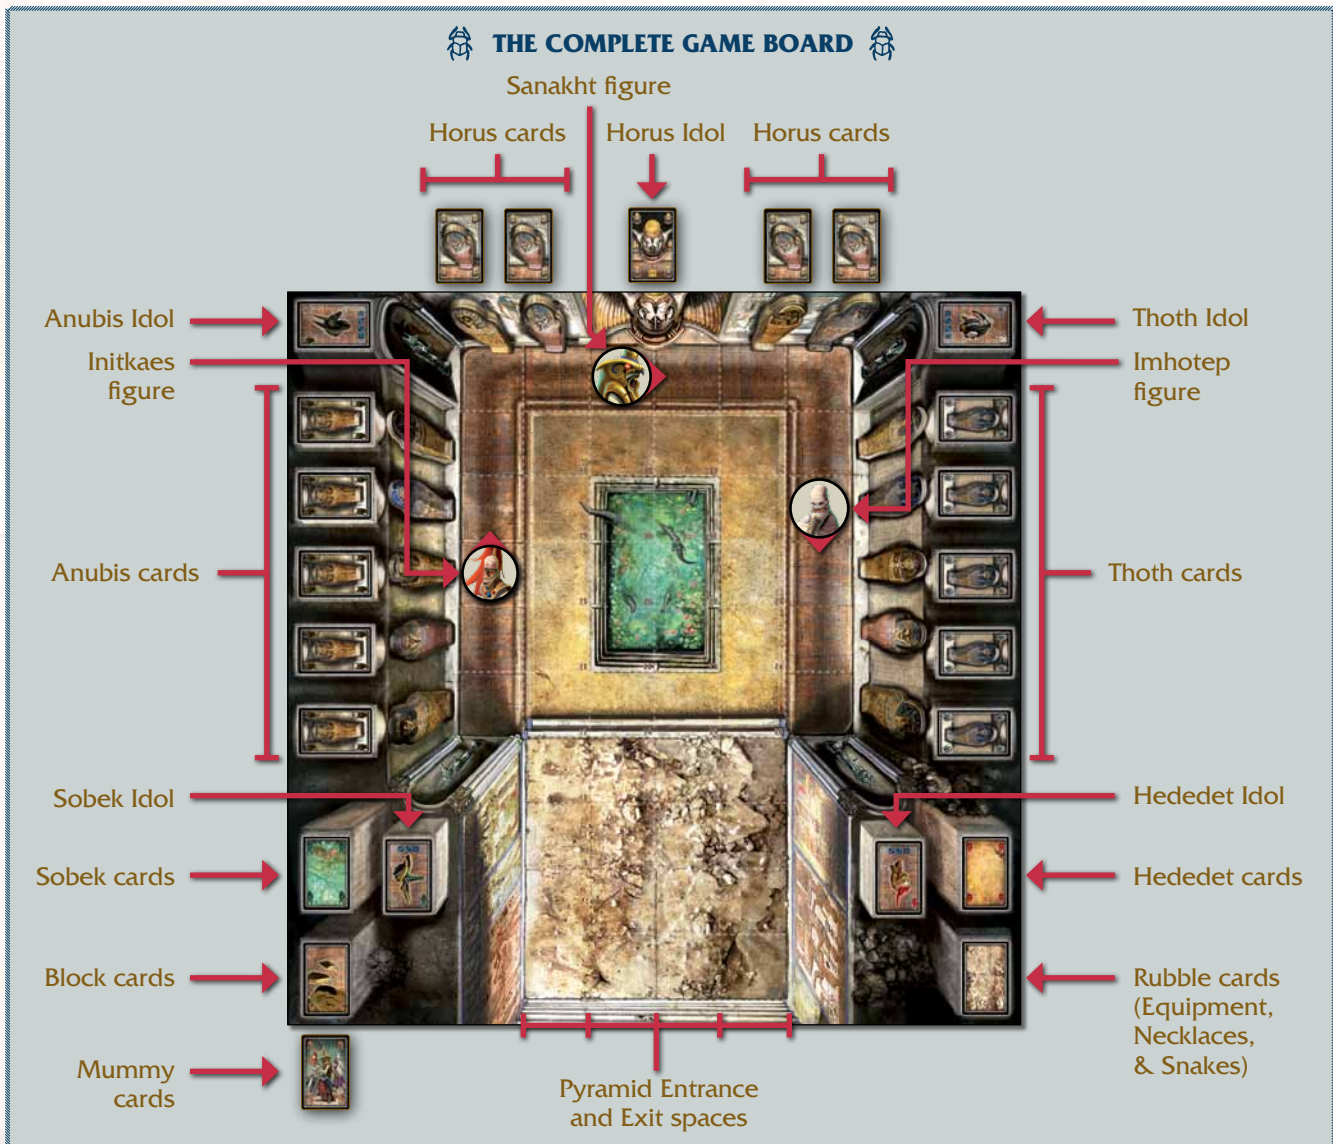 THE COMPLETE GAME BOARD
Sanakht figure
Horus cards
Horus Idol
Horus cards
Anubis Idol
Thoth Idol
Initkaes
figure
Imhotep
figure
Anubis cards
Thoth cards
Sobek Idol
Hededet Idol
Sobek cards
Hededet cards
Block cards
Rubble cards
(Equipment,
Necklaces,
& Snakes)
Mummy
cards
Pyramid Entrance
and Exit spaces